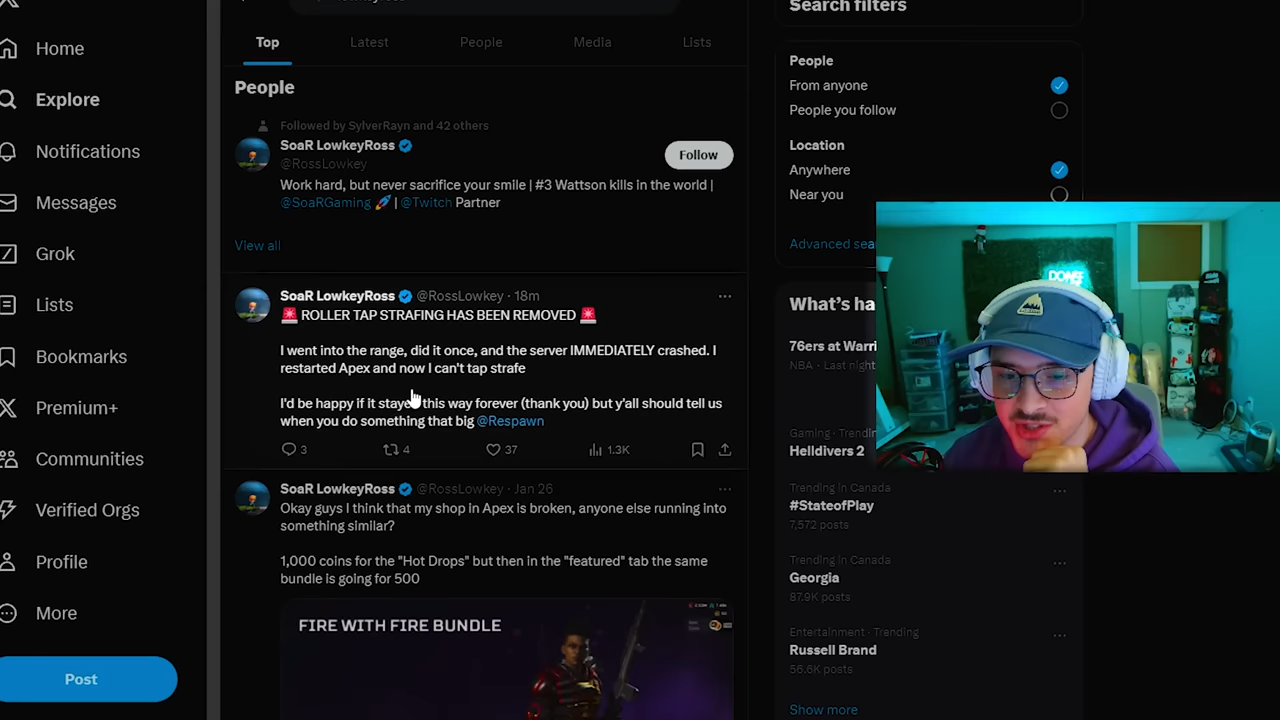 Home
Explore
Notifications
Messages
Grok
Lists
Bookmarks
Premium+
Communities
Verified Orgs
Profile
More
Post
Top
Latest
People
Media
Lists
People
Followed by SylverRayn and 42 others
SoaR LowkeyRoss
@RossLowkey
Follow
Work hard, but never sacrifice your smile | #3 Wattson kills in the world |
@SoaRGaming 🚀 | @Twitch Partner
View all
SoaR LowkeyRoss @RossLowkey · 18m
🚨 ROLLER TAP STRAFING HAS BEEN REMOVED 🚨
I went into the range, did it once, and the server IMMEDIATELY crashed. I
restarted Apex and now I can't tap strafe
I'd be happy if it stayed this way forever (thank you) but y'all should tell us
when you do something that big @Respawn
3 4 37 1.3K
SoaR LowkeyRoss @RossLowkey · Jan 26
Okay guys I think that my shop in Apex is broken, anyone else running into
something similar?
1,000 coins for the "Hot Drops" but then in the "featured" tab the same
bundle is going for 500
FIRE WITH FIRE BUNDLE
Search filters
People
From anyone
People you follow
Location
Anywhere
Near you
Advanced sea
What's ha
76ers at Warri
NBA · Last night
Gaming · Trendin
Helldivers 2
Trending in Canada
#StateofPlay
7,572 posts
Trending in Canada
Georgia
87.9K posts
Entertainment · Trending
Russell Brand
56.6K posts
Show more